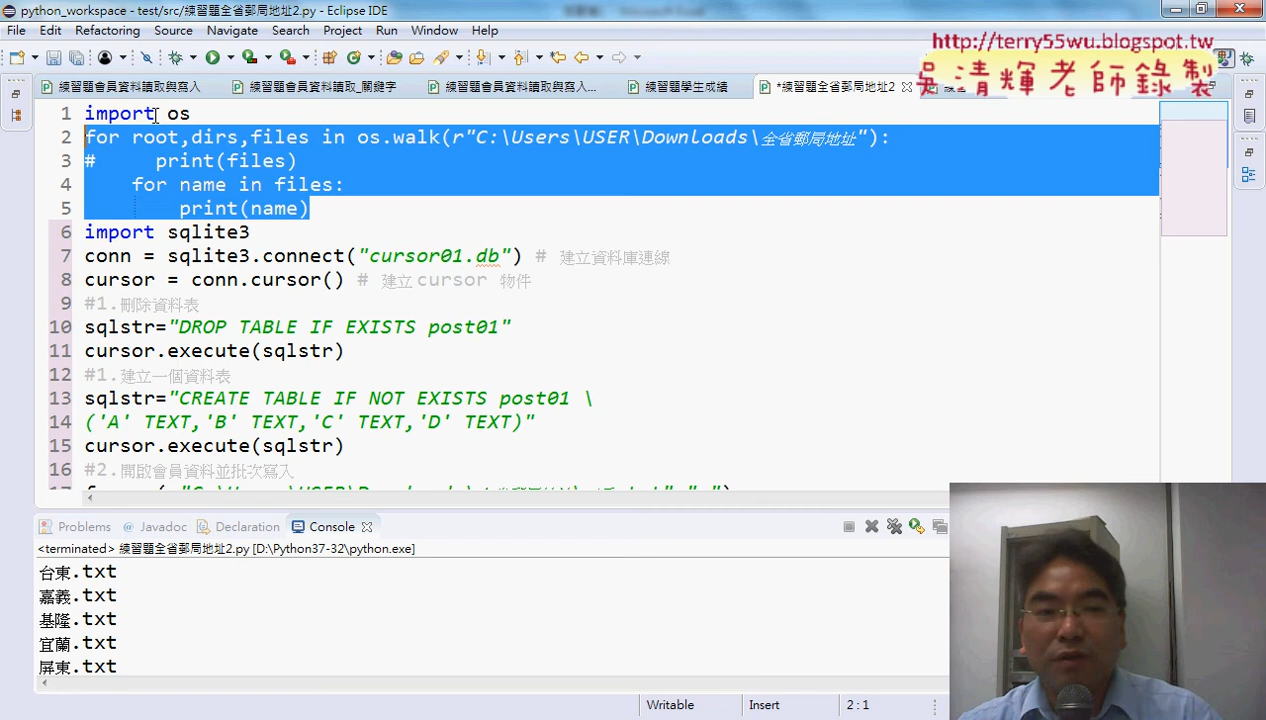 python_workspace - test/src/練習題全省郵局地址2.py - Eclipse IDE
File Edit Refactoring Source Navigate Search Project Run Window Help
http://terry55wu.blogspot.tw
吳清輝老師錄製
練習題會員資料讀取與寫入 練習題會員資料讀取_關鍵字 練習題會員資料讀取與寫入... 練習題學生成績 *練習題全省郵局地址2
1 import os
2 for root,dirs,files in os.walk(r"C:\Users\USER\Downloads\全省郵局地址"):
3 #     print(files)
4     for name in files:
5         print(name)
6 import sqlite3
7 conn = sqlite3.connect("cursor01.db") # 建立資料庫連線
8 cursor = conn.cursor() # 建立 cursor 物件
9 #1.刪除資料表
10 sqlstr="DROP TABLE IF EXISTS post01"
11 cursor.execute(sqlstr)
12 #1.建立一個資料表
13 sqlstr="CREATE TABLE IF NOT EXISTS post01 \
14 ('A' TEXT,'B' TEXT,'C' TEXT,'D' TEXT)"
15 cursor.execute(sqlstr)
16 #2.開啟會員資料並批次寫入
Problems @ Javadoc Declaration Console
<terminated> 練習題全省郵局地址2.py [D:\Python37-32\python.exe]
台東.txt
嘉義.txt
基隆.txt
宜蘭.txt
屏東.txt
Writable Insert 2:1